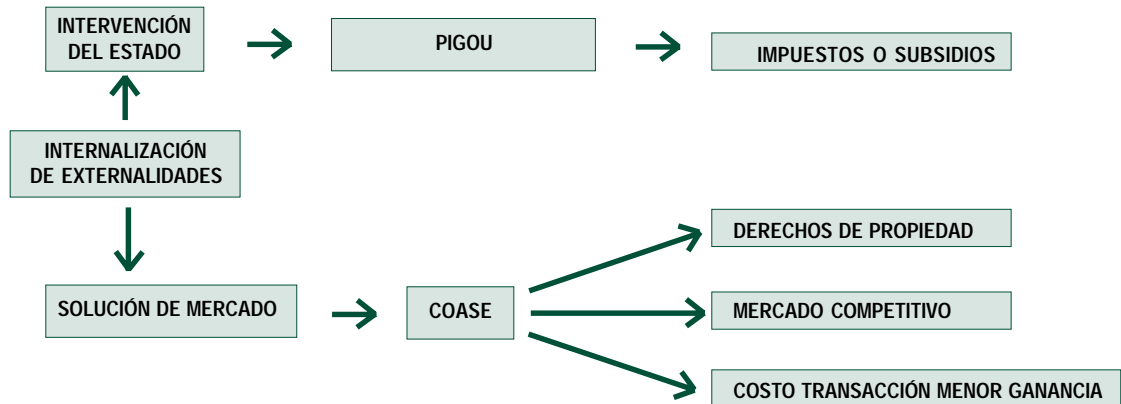 INTERVENCIÓN
DEL ESTADO
PIGOU
IMPUESTOS O SUBSIDIOS
INTERNALIZACIÓN
DE EXTERNALIDADES
DERECHOS DE PROPIEDAD
SOLUCIÓN DE MERCADO
COASE
MERCADO COMPETITIVO
COSTO TRANSACCIÓN MENOR GANANCIA